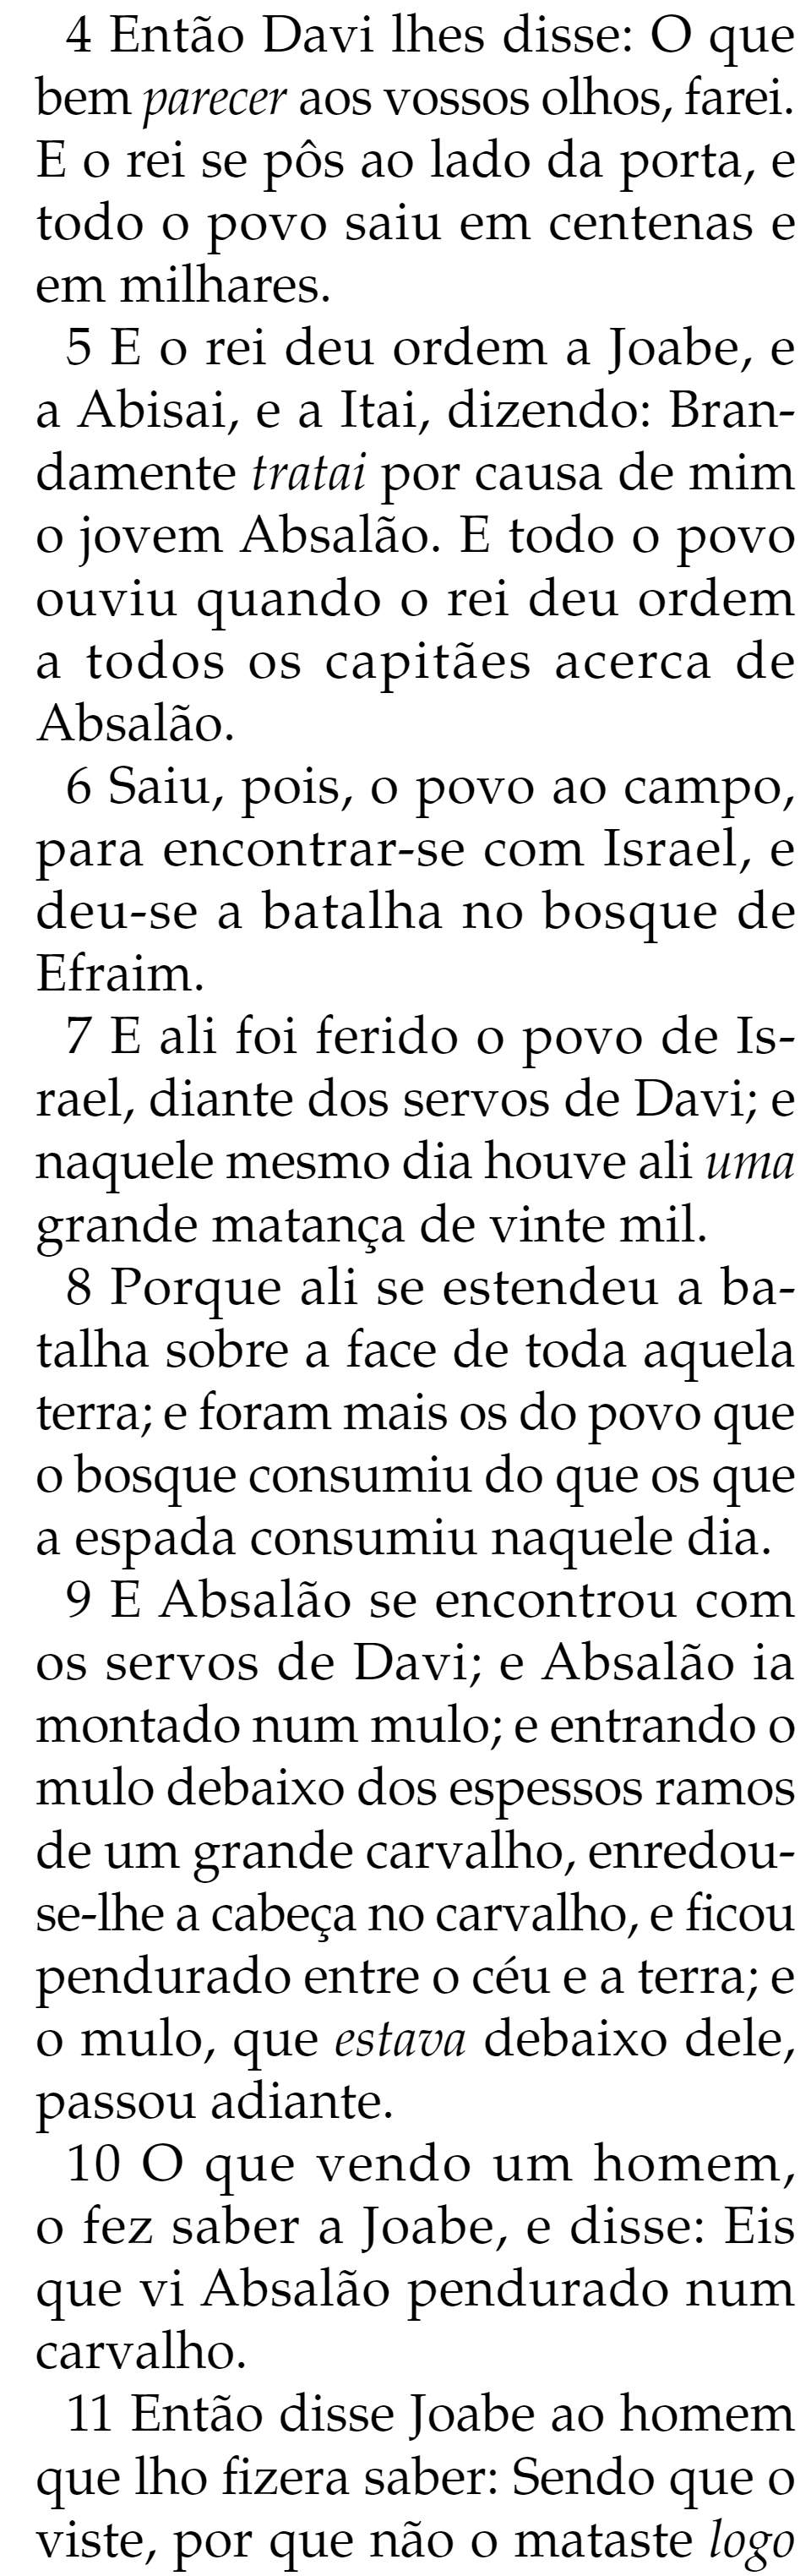 4 Então Davi lhes disse: O que
bem parecer aos vossos olhos, farei.
E o rei se pôs ao lado da porta, e
todo o povo saiu em centenas e
em milhares.
5 E o rei deu ordem a Joabe, e
a Abisai, e a Itai, dizendo: Bran-
damente tratai por causa de mim
o jovem Absalão. E todo o povo
ouviu quando o rei deu ordem
a todos os capitães acerca de
Absalão.
6 Saiu, pois, o povo ao campo,
para encontrar-se com Israel, e
deu-se a batalha no bosque de
Efraim.
7 E ali foi ferido o povo de Is-
rael, diante dos servos de Davi; e
naquele mesmo dia houve ali uma
grande matança de vinte mil.
8 Porque ali se estendeu a ba-
talha sobre a face de toda aquela
terra; e foram mais os do povo que
o bosque consumiu do que os que
a espada consumiu naquele dia.
9 E Absalão se encontrou com
os servos de Davi; e Absalão ia
montado num mulo; e entrando o
mulo debaixo dos espessos ramos
de um grande carvalho, enredou-
se-lhe a cabeça no carvalho, e ficou
pendurado entre o céu e a terra; e
o mulo, que estava debaixo dele,
passou adiante.
10 O que vendo um homem,
o fez saber a Joabe, e disse: Eis
que vi Absalão pendurado num
carvalho.
11 Então disse Joabe ao homem
que lho fizera saber: Sendo que o
viste, por que não o mataste logo